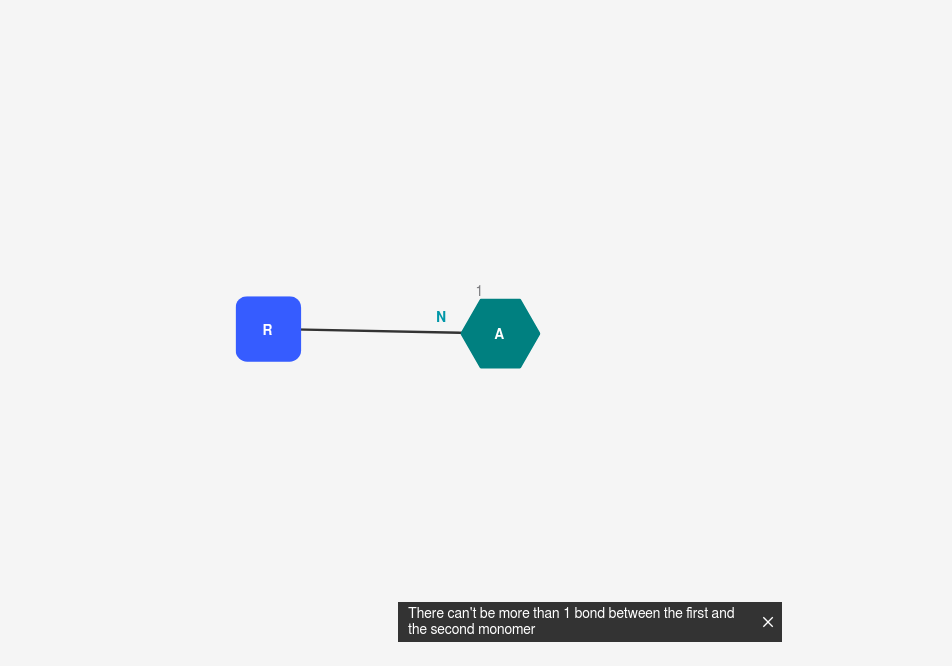 1
N
R
A
There can't be more than 1 bond between the first and
the second monomer